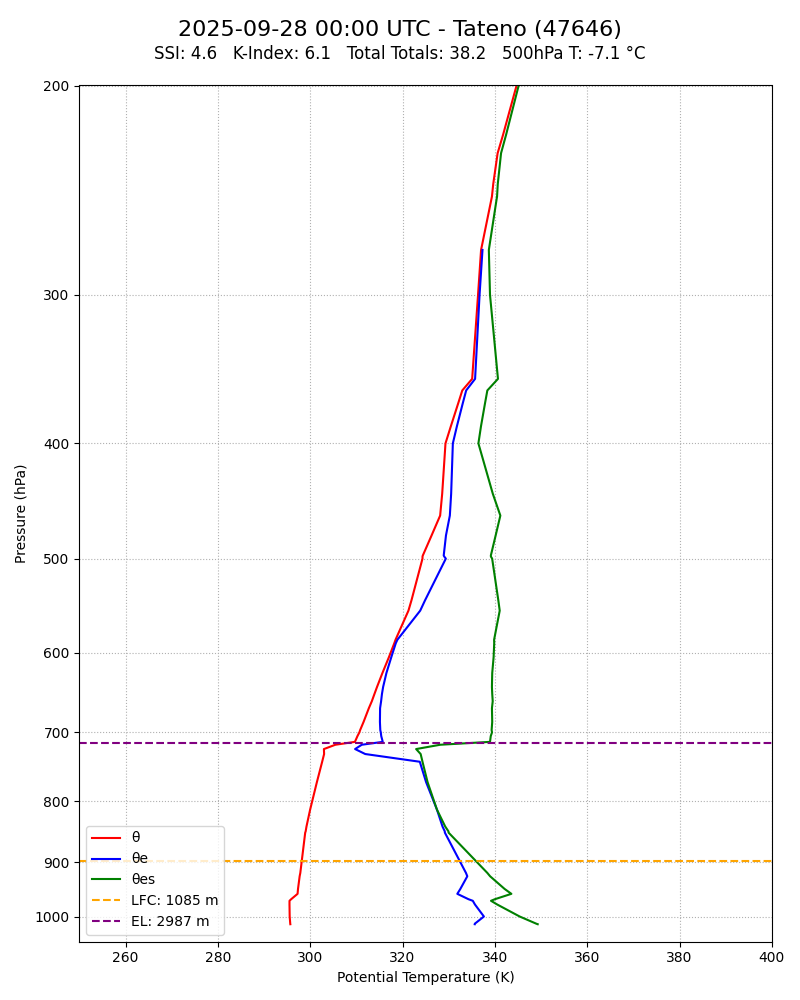 2025-09-28 00:00 UTC - Tateno (47646)
SSI: 4.6 K-Index: 6.1 Total Totals: 38.2 500hPa T: -7.1 °C
200
300
400
500
600
700
800
900
1000
Pressure (hPa)
θ
θe
θes
LFC: 1085 m
EL: 2987 m
260
280
300
320
340
360
380
400
Potential Temperature (K)